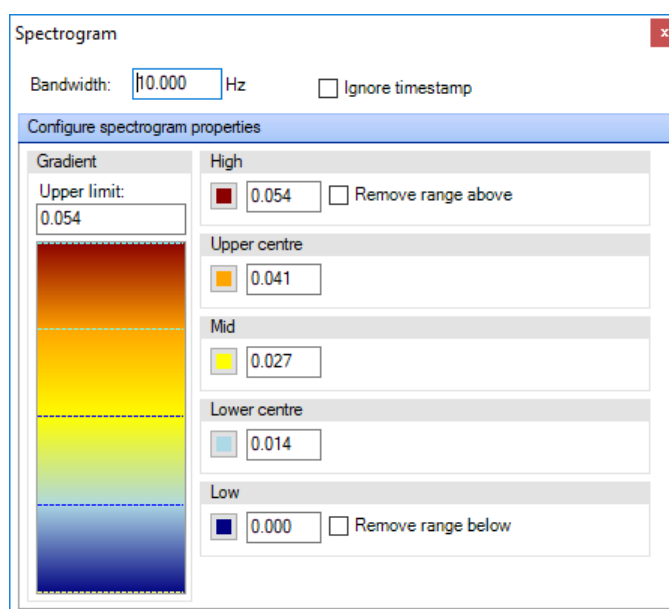 Spectrogram
x
Bandwidth: 10.000 Hz Ignore timestamp
Configure spectrogram properties
Gradient
Upper limit:
0.054
High
0.054 Remove range above
Upper centre
0.041
Mid
0.027
Lower centre
0.014
Low
0.000 Remove range below